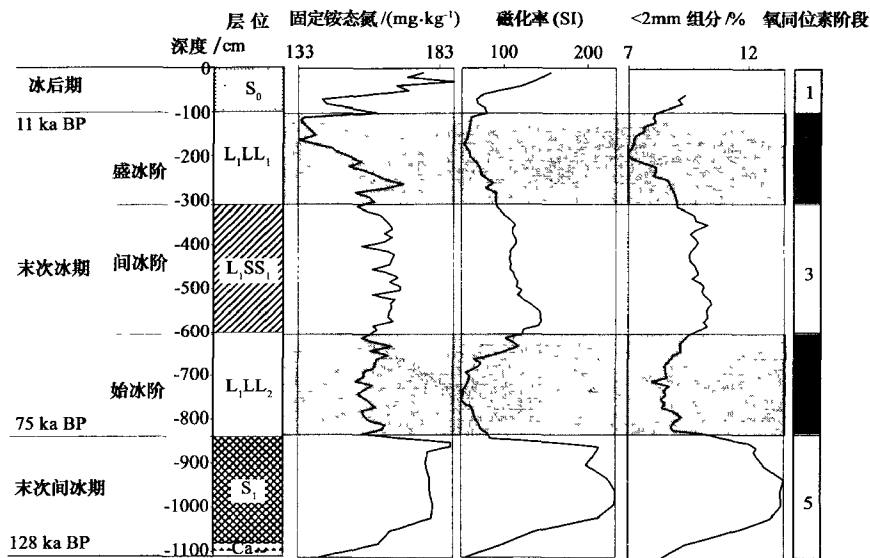 层 位 固定铵态氮 /(mg·kg⁻¹) 磁化率 (SI) <2mm 组分 /% 氧同位素阶段
深度 /cm 133 183 100 200 7 12
0
冰后期 S₀ 1
11 ka BP -100
盛冰阶 -200 L₁LL₁
-300
-400
末次冰期 间冰阶 L₁SS₁ 3
-500
-600
始冰阶 -700 L₁LL₂
-800
75 ka BP
-900
末次间冰期 S₁ 5
-1000
128 ka BP -1100 Ca